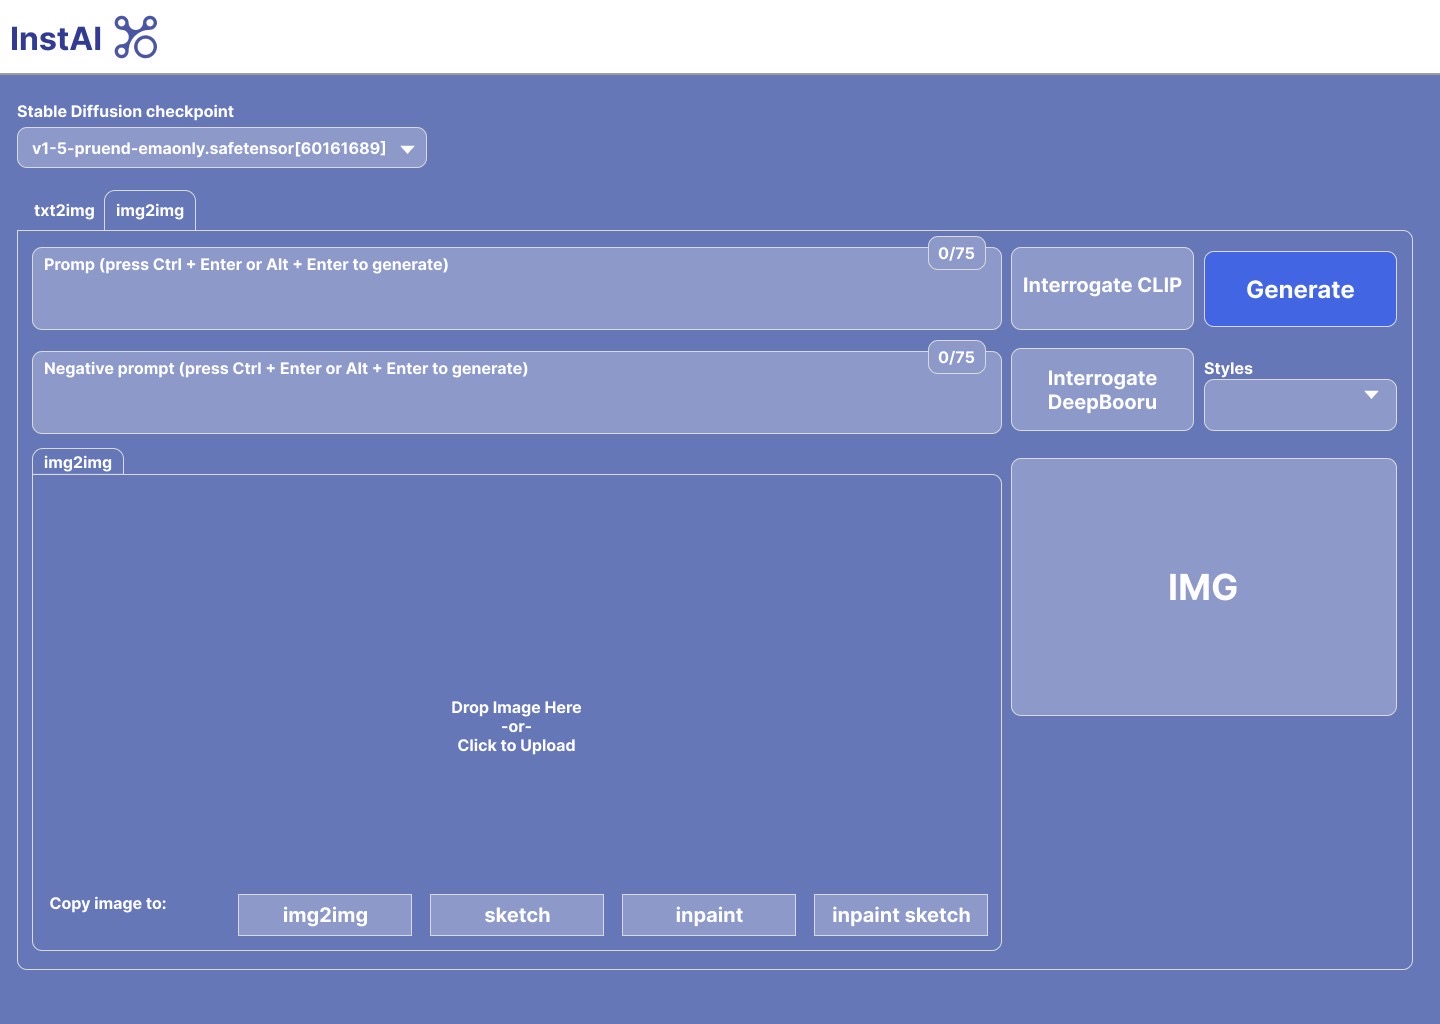 InstAI
Stable Diffusion checkpoint
v1-5-pruend-emaonly.safetensor[60161689]
txt2img
img2img
Promp (press Ctrl + Enter or Alt + Enter to generate)
0/75
Interrogate CLIP
Generate
Negative prompt (press Ctrl + Enter or Alt + Enter to generate)
0/75
Interrogate
DeepBooru
Styles
img2img
IMG
Drop Image Here
-or-
Click to Upload
Copy image to:
img2img
sketch
inpaint
inpaint sketch